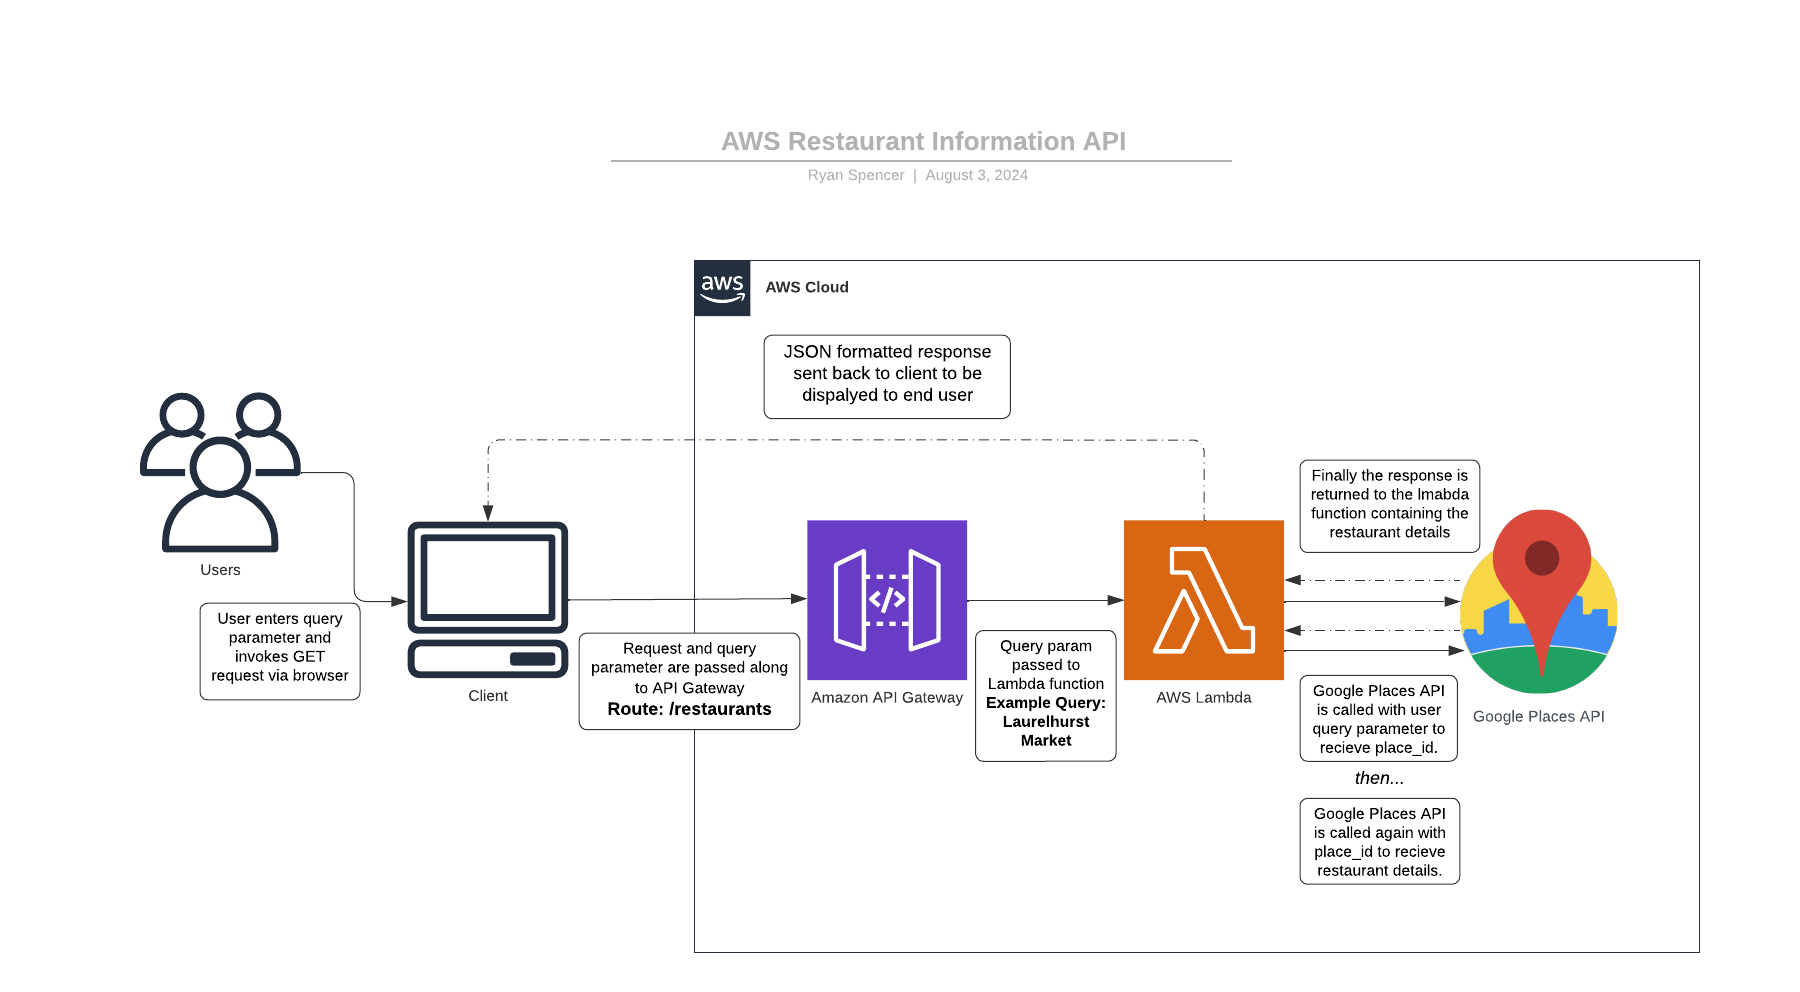 AWS Restaurant Information API
Ryan Spencer | August 3, 2024
aws
AWS Cloud
JSON formatted response
sent back to client to be
dispalyed to end user
Users
User enters query
parameter and
invokes GET
request via browser
Client
Request and query
parameter are passed along
to API Gateway
Route: /restaurants
Amazon API Gateway
Query param
passed to
Lambda function
Example Query:
Laurelhurst
Market
AWS Lambda
Finally the response is
returned to the lmabda
function containing the
restaurant details
Google Places API
Google Places API
is called with user
query parameter to
recieve place_id.
then...
Google Places API
is called again with
place_id to recieve
restaurant details.